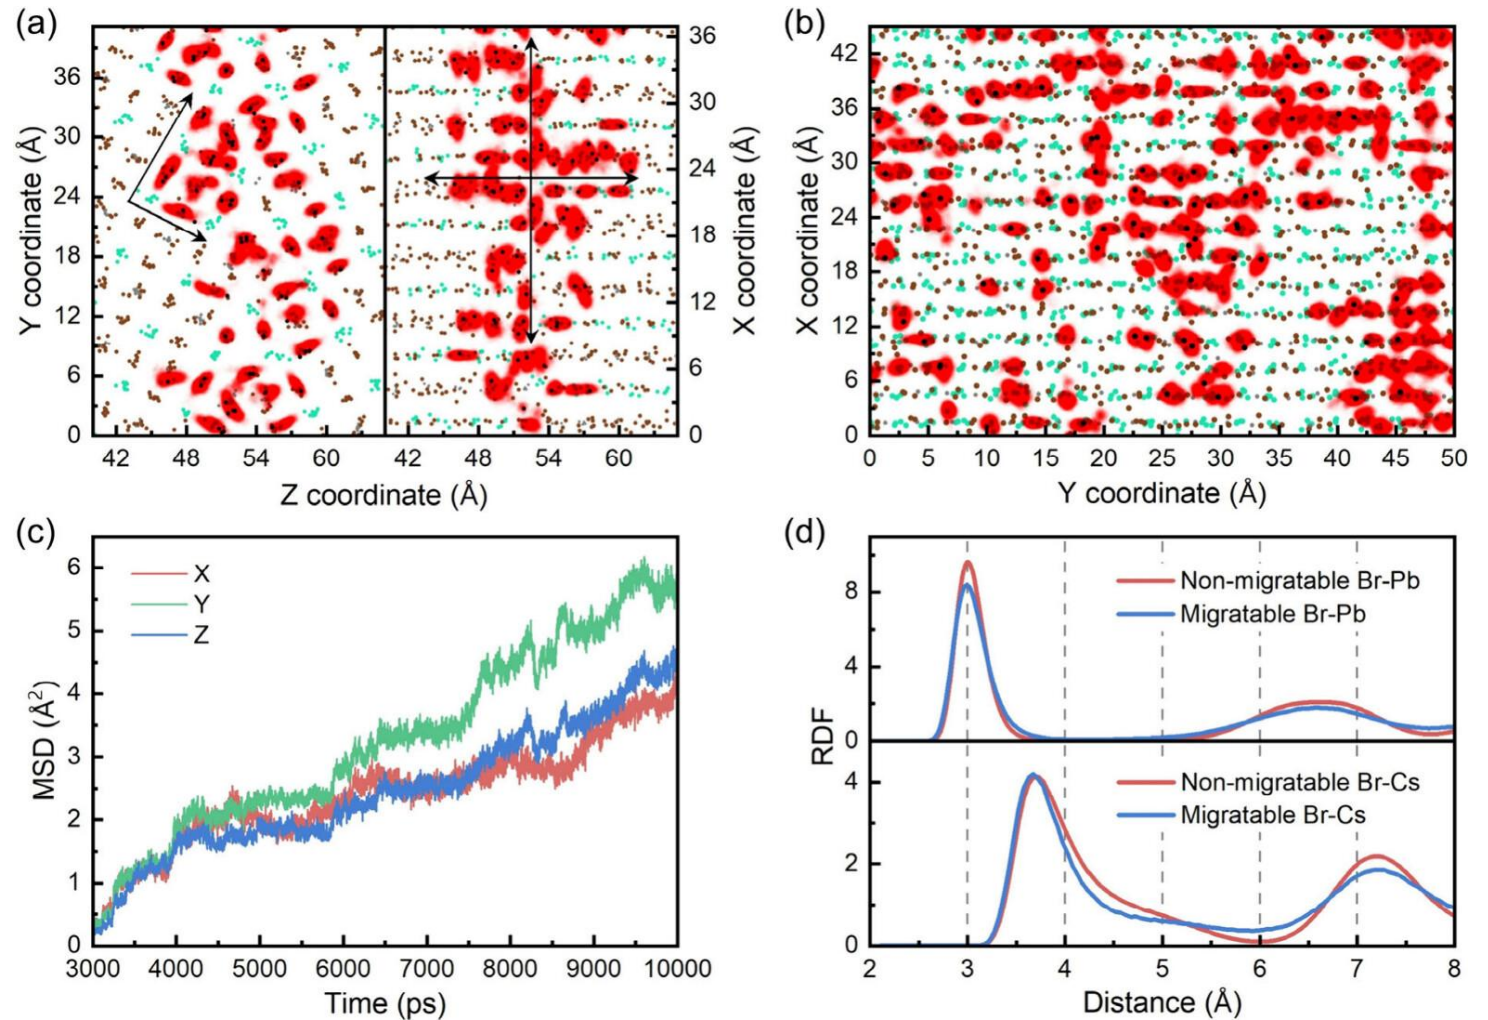 (a)
36
30
24
18
12
6
0
Y coordinate (Å)
42 48 54 60 42 48 54 60
Z coordinate (Å)
36
30
24
18
12
6
0
X coordinate (Å)
(b)
42
36
30
24
18
12
6
0
X coordinate (Å)
0 5 10 15 20 25 30 35 40 45 50
Y coordinate (Å)
(c)
X
Y
Z
6
5
4
3
2
1
0
MSD (Å²)
3000 4000 5000 6000 7000 8000 9000 10000
Time (ps)
(d)
Non-migratable Br-Pb
Migratable Br-Pb
8
4
0
RDF
Non-migratable Br-Cs
Migratable Br-Cs
4
2
0
2 3 4 5 6 7 8
Distance (Å)